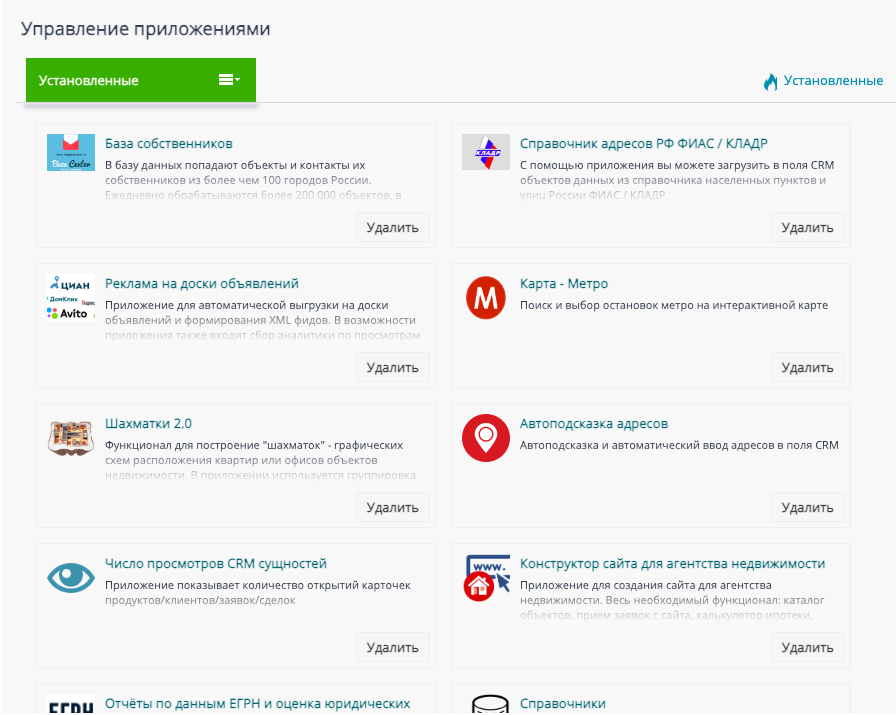 Управление приложениями
Установленные
Установленные
База собственников
В базу данных попадают объекты и контакты их
собственников из более чем 100 городов России.
Ежедневно обрабатываются более 200 000 объектов, в
Удалить
КЛАДР
Справочник адресов РФ ФИАС / КЛАДР
С помощью приложения вы можете загрузить в поля CRM
объектов данных из справочника населенных пунктов и
улиц России ФИАС / КЛАДР
Удалить
ЦИАН
ДомКлик
Avito
Реклама на доски объявлений
Приложение для автоматической выгрузки на доски
объявлений и формирования XML фидов. В возможности
приложения также входит сбор аналитики по просмотрам
Удалить
М
Карта - Метро
Поиск и выбор остановок метро на интерактивной карте
Удалить
Шахматки 2.0
Функционал для построение "шахматок" - графических
схем расположения квартир или офисов объектов
недвижимости. В приложении используется группировка
Удалить
Автоподсказка адресов
Автоподсказка и автоматический ввод адресов в поля CRM
Удалить
Число просмотров CRM сущностей
Приложение показывает количество открытий карточек
продуктов/клиентов/заявок/сделок
Удалить
www.
Конструктор сайта для агентства недвижимости
Приложение для создания сайта для агентства
недвижимости. Весь необходимый функционал: каталог
объектов, прием заявок с сайта, калькулятор ипотеки,
Удалить
ЕГРН
Отчёты по данным ЕГРН и оценка юридических
Справочники